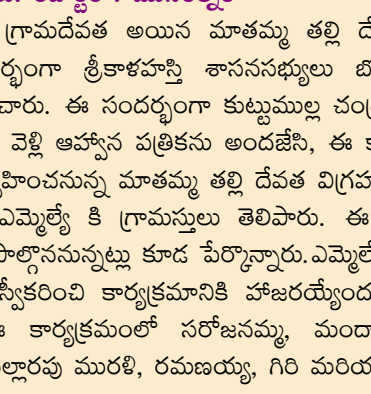 గ్రామదేవత అయిన మాతమ్మ తల్లి దే
ర్భంగా శ్రీకాళహస్తి శాసనసభ్యులు బొ
చారు. ఈ సందర్భంగా కుట్టుముల్ల చంద్ర
వెళ్లి ఆహ్వాన పత్రికను అందజేసి, ఈ క
హించనున్న మాతమ్మ తల్లి దేవత విగ్రహ
ఎమ్మెల్యే కి గ్రామస్తులు తెలిపారు. ఈ
పాల్గొననున్నట్లు కూడ పేర్కొన్నారు. ఎమ్మెల్
స్వీకరించి కార్యక్రమానికి హాజరయ్యేంద
కార్యక్రమంలో సరోజనమ్మ, మందా
ల్లారపు మురళి, రమణయ్య, గిరి మరియ